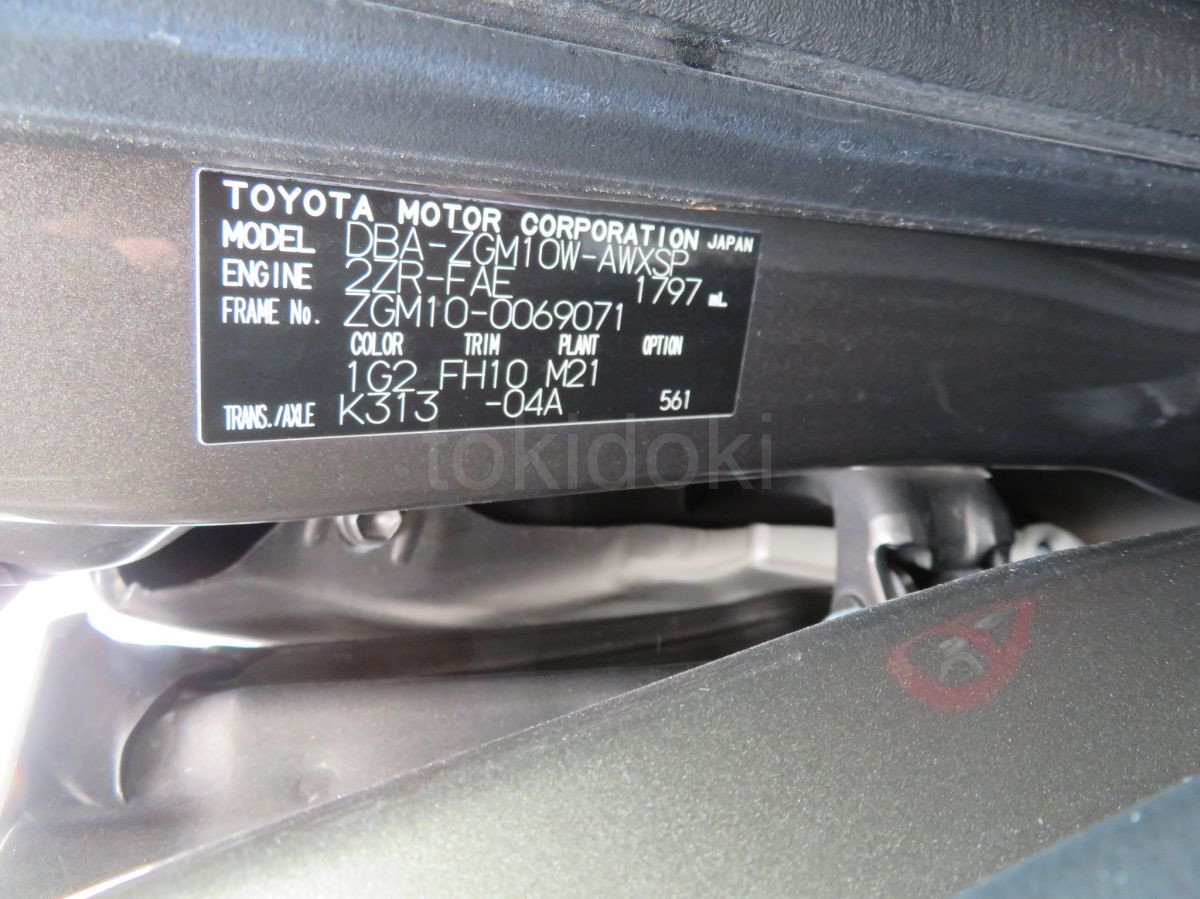 TOYOTA MOTOR CORPORATION JAPAN
MODEL DBA-ZGM10W-AWXSP
ENGINE 2ZR-FAE 1797 mL
FRAME No. ZGM10-0069071
COLOR TRIM PLANT OPTION
1G2 FH10 M21
TRANS./AXLE K313 -04A 561
tokidoki